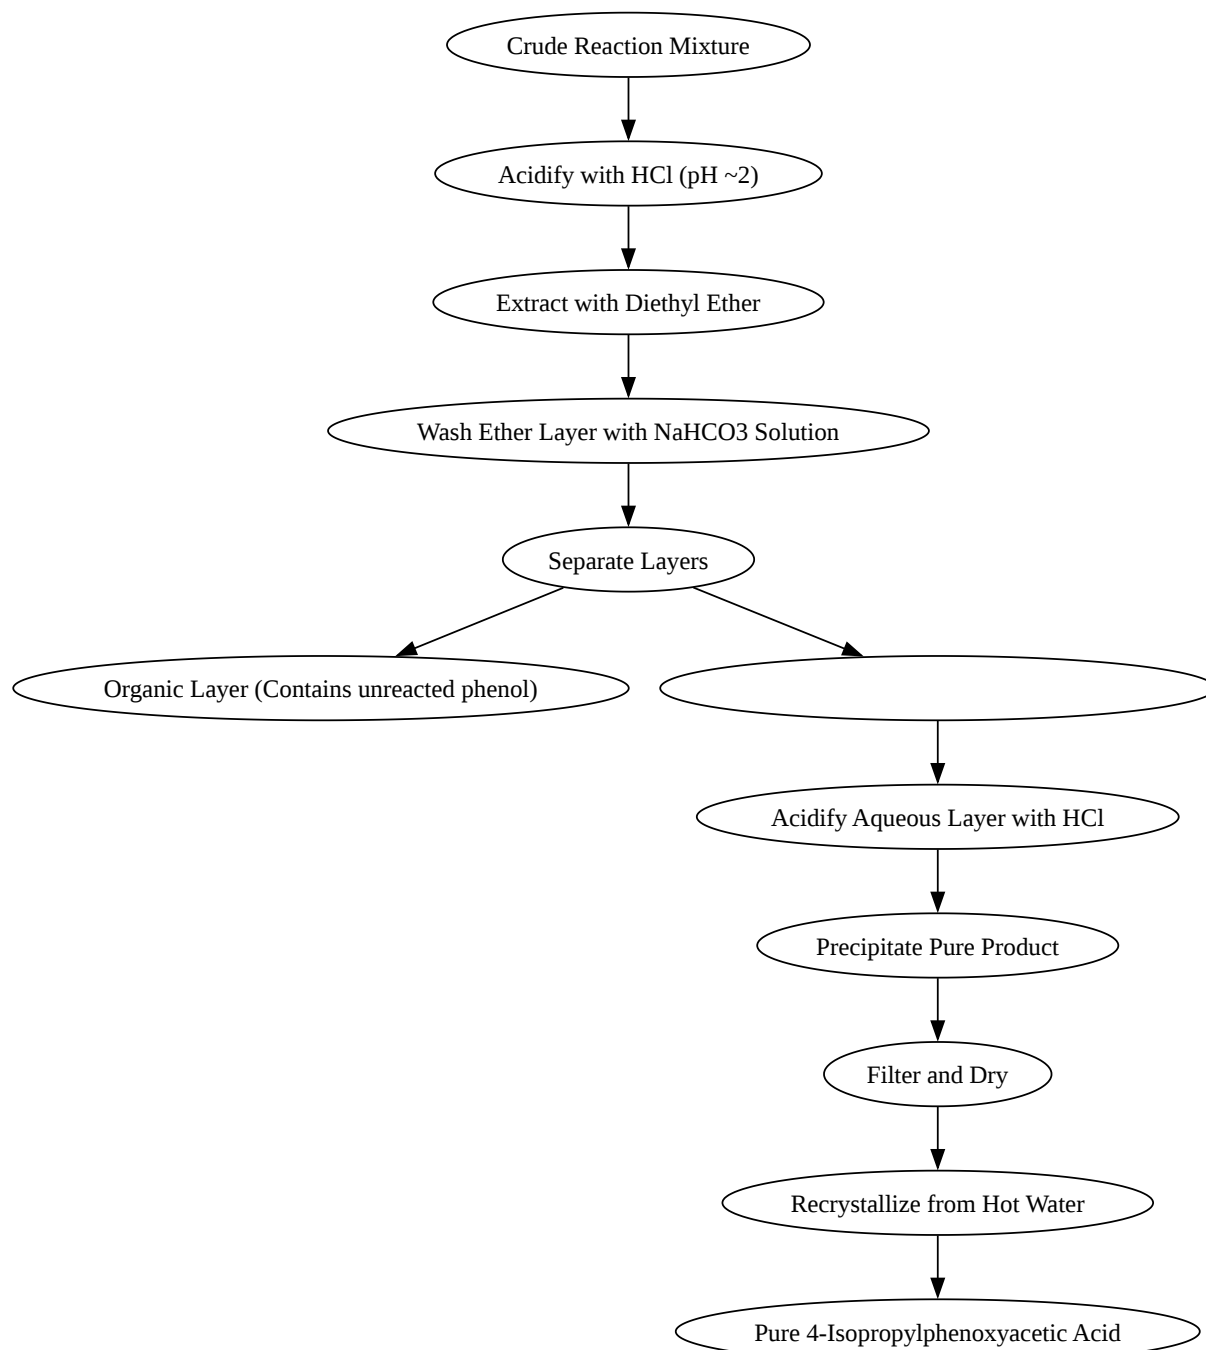 Crude Reaction Mixture
Acidify with HCl (pH ~2)
Extract with Diethyl Ether
Wash Ether Layer with NaHCO3 Solution
Separate Layers
Organic Layer (Contains unreacted phenol)
Acidify Aqueous Layer with HCl
Precipitate Pure Product
Filter and Dry
Recrystallize from Hot Water
Pure 4-Isopropylphenoxyacetic Acid